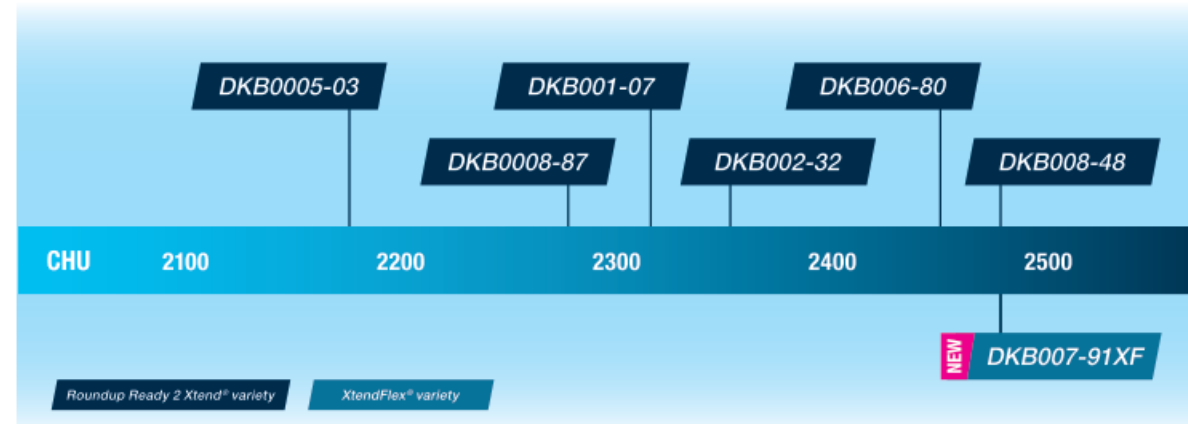 DKB0005-03
DKB001-07
DKB006-80
DKB0008-87
DKB002-32
DKB008-48
CHU 2100 2200 2300 2400 2500
NEW DKB007-91XF
Roundup Ready 2 Xtend® variety
XtendFlex® variety